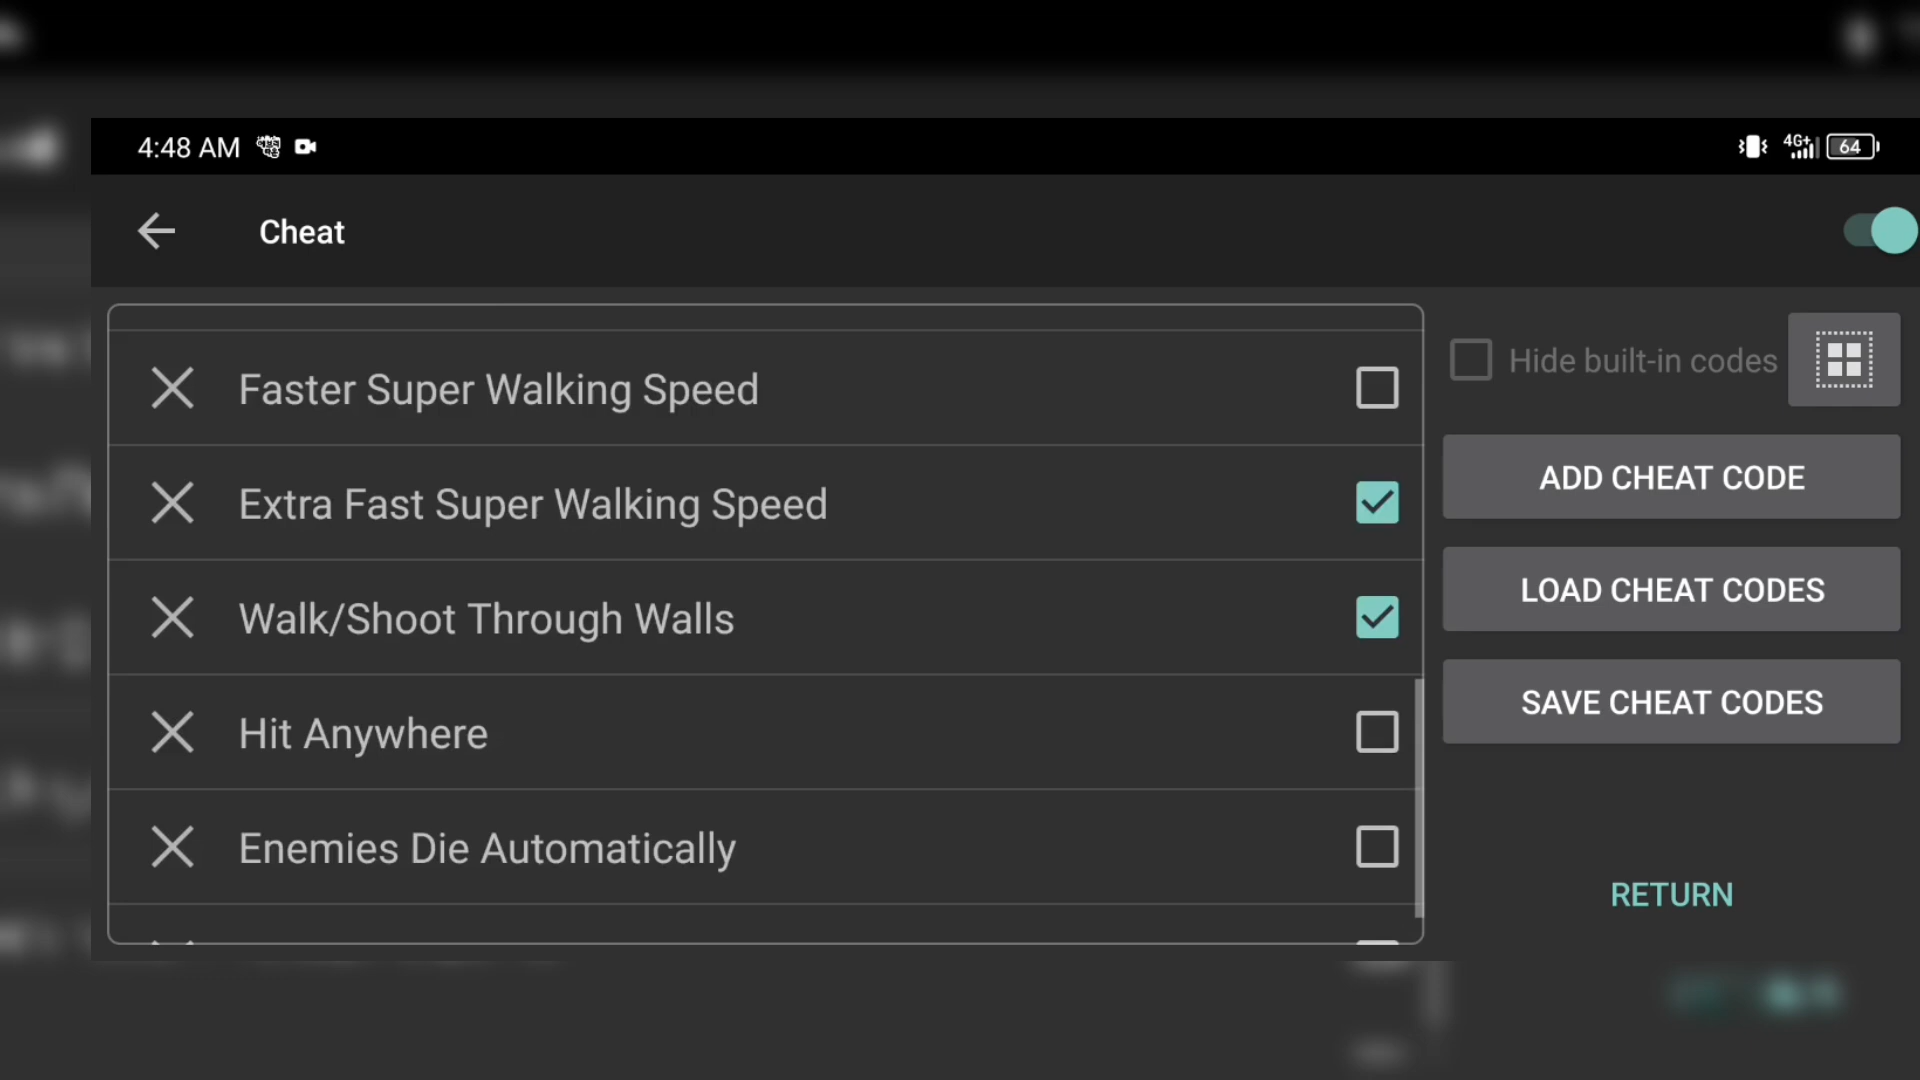 4:48 AM
4G+
64
Cheat
Faster Super Walking Speed
Extra Fast Super Walking Speed
Walk/Shoot Through Walls
Hit Anywhere
Enemies Die Automatically
Hide built-in codes
ADD CHEAT CODE
LOAD CHEAT CODES
SAVE CHEAT CODES
RETURN